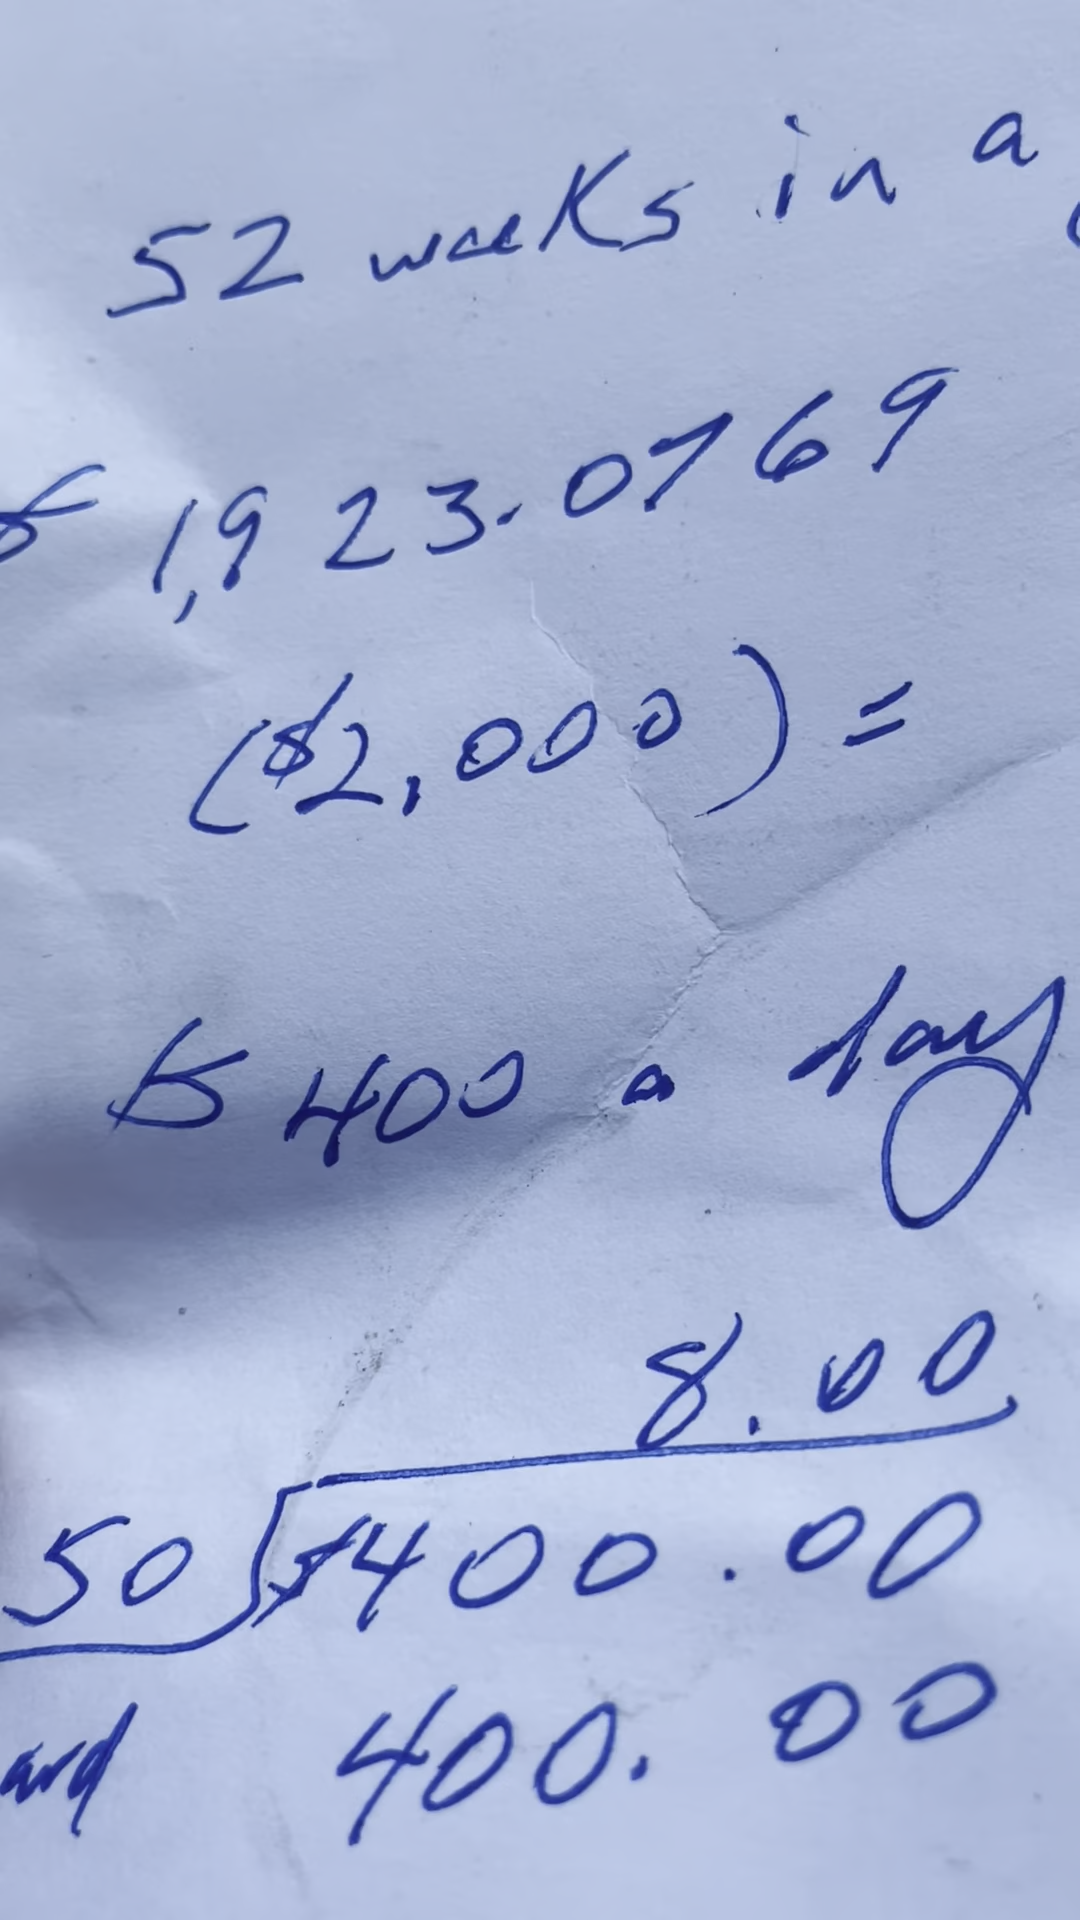 52 weeks in a
$ 1,923.0769
($2,000) =
$ 400 a day
8.00
50 $400.00
400.00